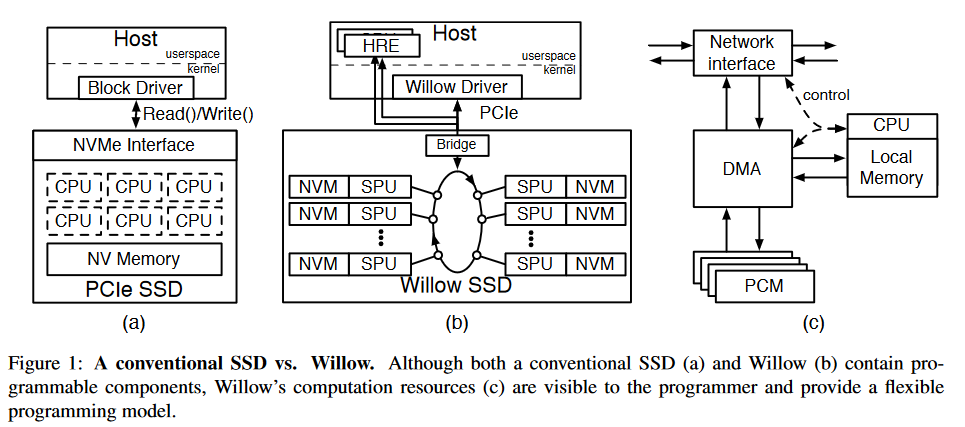 Host
userspace
kernel
Block Driver
Read()/Write()
NVMe Interface
CPU CPU CPU
CPU CPU CPU
NV Memory
PCIe SSD
(a)
HRE
Host
userspace
kernel
Willow Driver
PCIe
Bridge
NVM SPU SPU NVM
NVM SPU SPU NVM
NVM SPU SPU NVM
Willow SSD
(b)
Network
interface
control
CPU
DMA
Local
Memory
PCM
(c)
Figure 1: A conventional SSD vs. Willow. Although both a conventional SSD (a) and Willow (b) contain pro-
grammable components, Willow's computation resources (c) are visible to the programmer and provide a flexible
programming model.